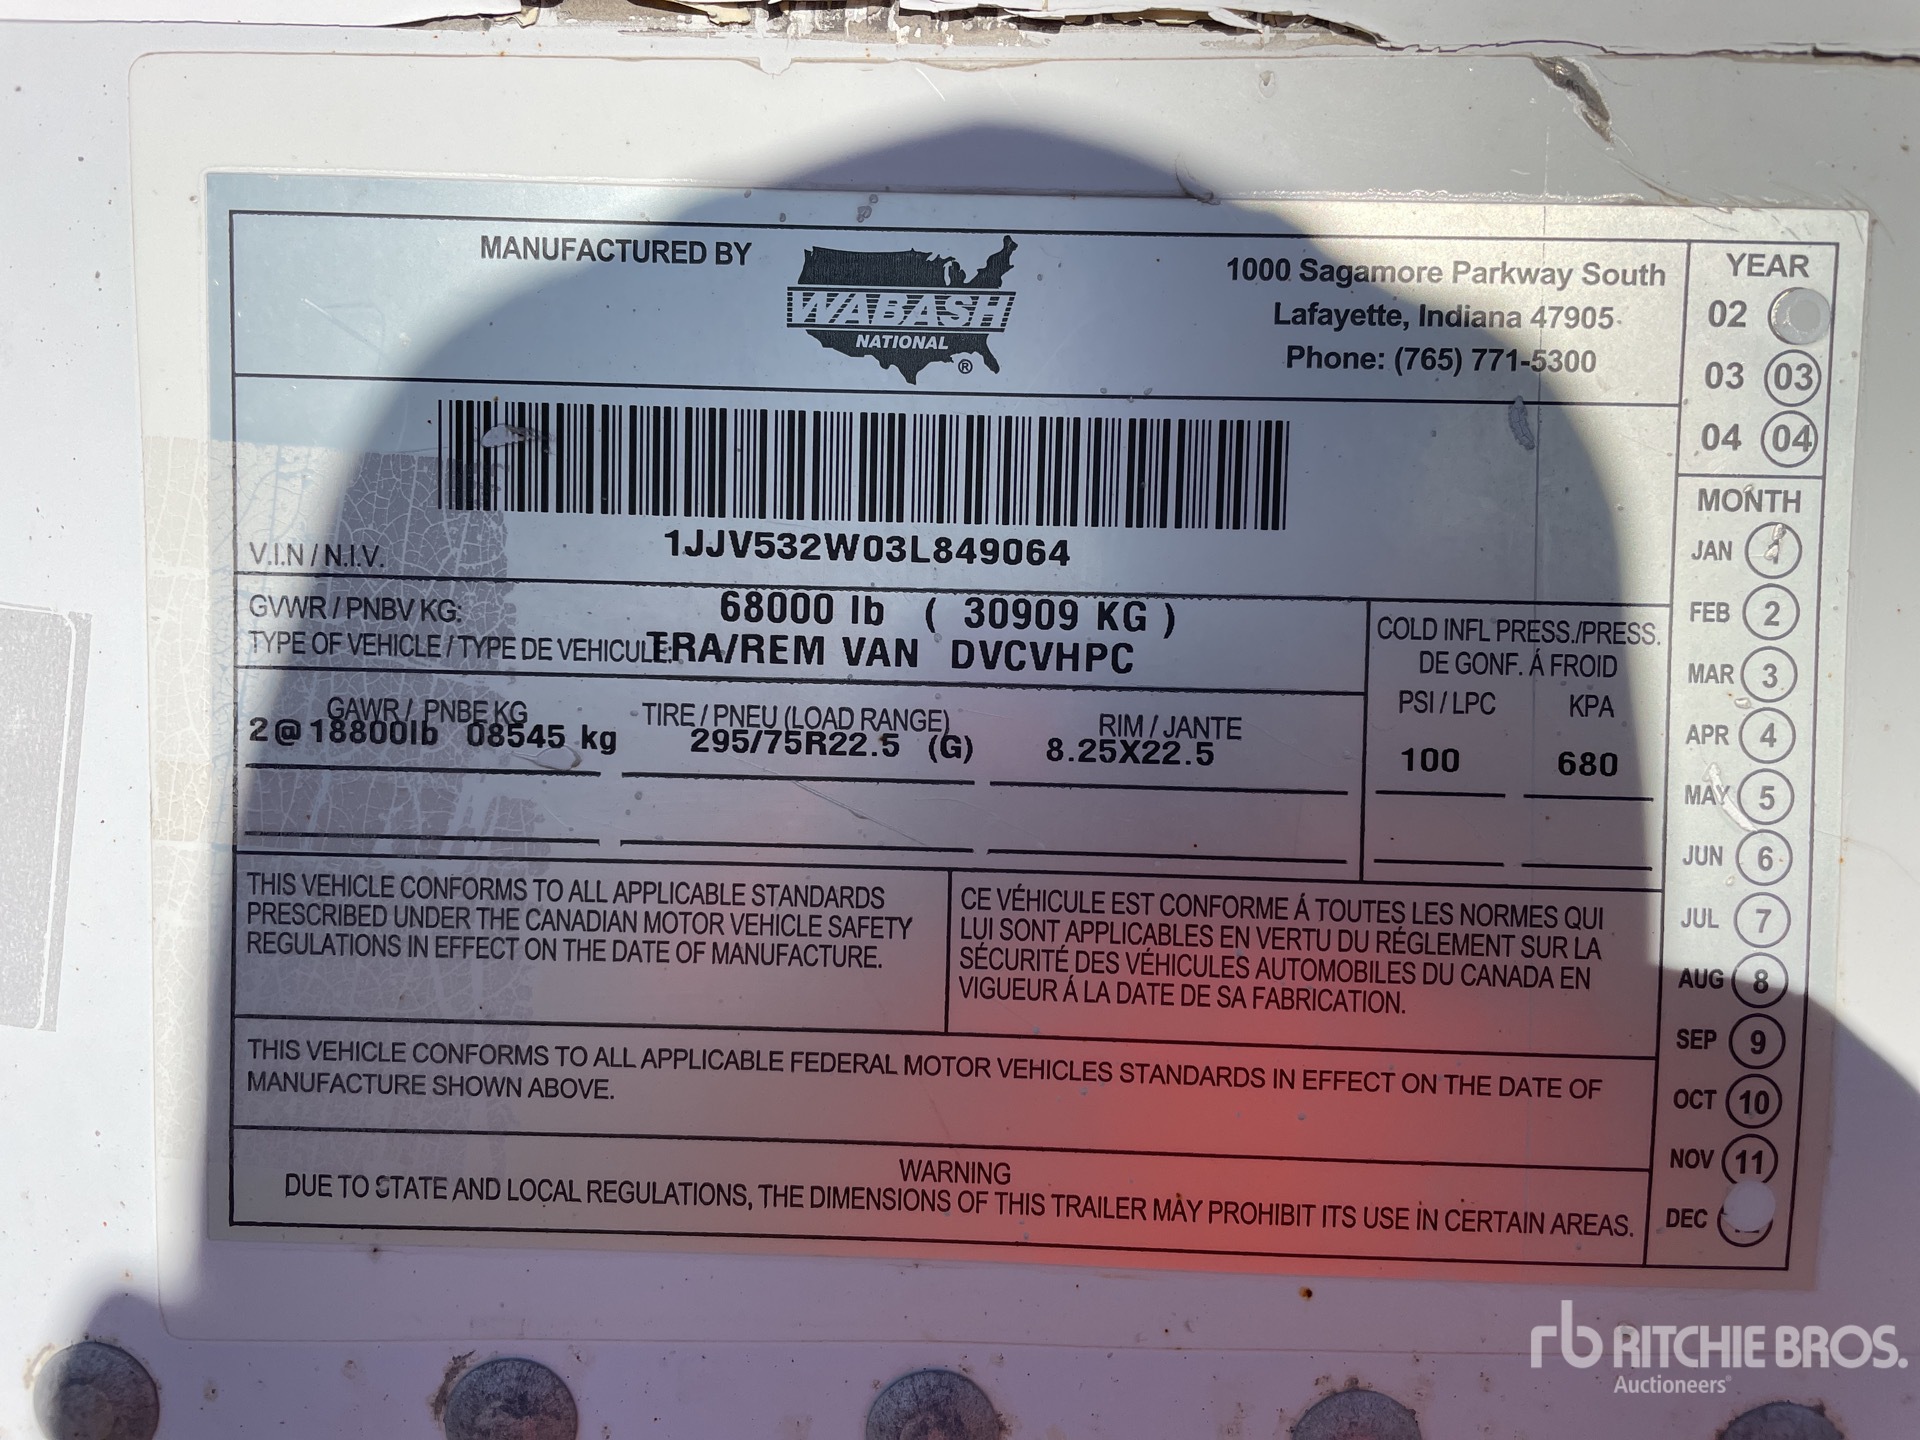 MANUFACTURED BY
WABASH
NATIONAL
®
1000 Sagamore Parkway South
Lafayette, Indiana 47905
Phone: (765) 771-5300
YEAR
02
03 03
04 04
MONTH
JAN 1
FEB 2
MAR 3
APR 4
MAY 5
JUN 6
JUL 7
AUG 8
SEP 9
OCT 10
NOV 11
DEC
V.I.N / N.I.V. 1JJV532W03L849064
GVWR / PNBV KG: 68000 lb ( 30909 KG )
TYPE OF VEHICLE / TYPE DE VEHICULE: TRA/REM VAN DVCVHPC
COLD INFL PRESS./PRESS.
DE GONF. Á FROID
PSI / LPC KPA
100 680
GAWR / PNBE KG TIRE / PNEU (LOAD RANGE) RIM / JANTE
2@18800lb 08545 kg 295/75R22.5 (G) 8.25X22.5
THIS VEHICLE CONFORMS TO ALL APPLICABLE STANDARDS
PRESCRIBED UNDER THE CANADIAN MOTOR VEHICLE SAFETY
REGULATIONS IN EFFECT ON THE DATE OF MANUFACTURE.
CE VÉHICULE EST CONFORME Á TOUTES LES NORMES QUI
LUI SONT APPLICABLES EN VERTU DU RÉGLEMENT SUR LA
SÉCURITÉ DES VÉHICULES AUTOMOBILES DU CANADA EN
VIGUEUR Á LA DATE DE SA FABRICATION.
THIS VEHICLE CONFORMS TO ALL APPLICABLE FEDERAL MOTOR VEHICLES STANDARDS IN EFFECT ON THE DATE OF
MANUFACTURE SHOWN ABOVE.
WARNING
DUE TO STATE AND LOCAL REGULATIONS, THE DIMENSIONS OF THIS TRAILER MAY PROHIBIT ITS USE IN CERTAIN AREAS.
rb RITCHIE BROS.
Auctioneers